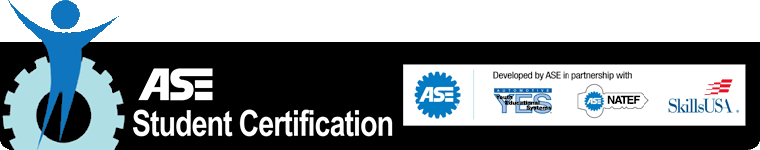 ASE
Student Certification
Developed by ASE in partnership with
ASE
AUTOMOTIVE
Youth
Educational
Systems
YES
ASE
NATEF
SkillsUSA®